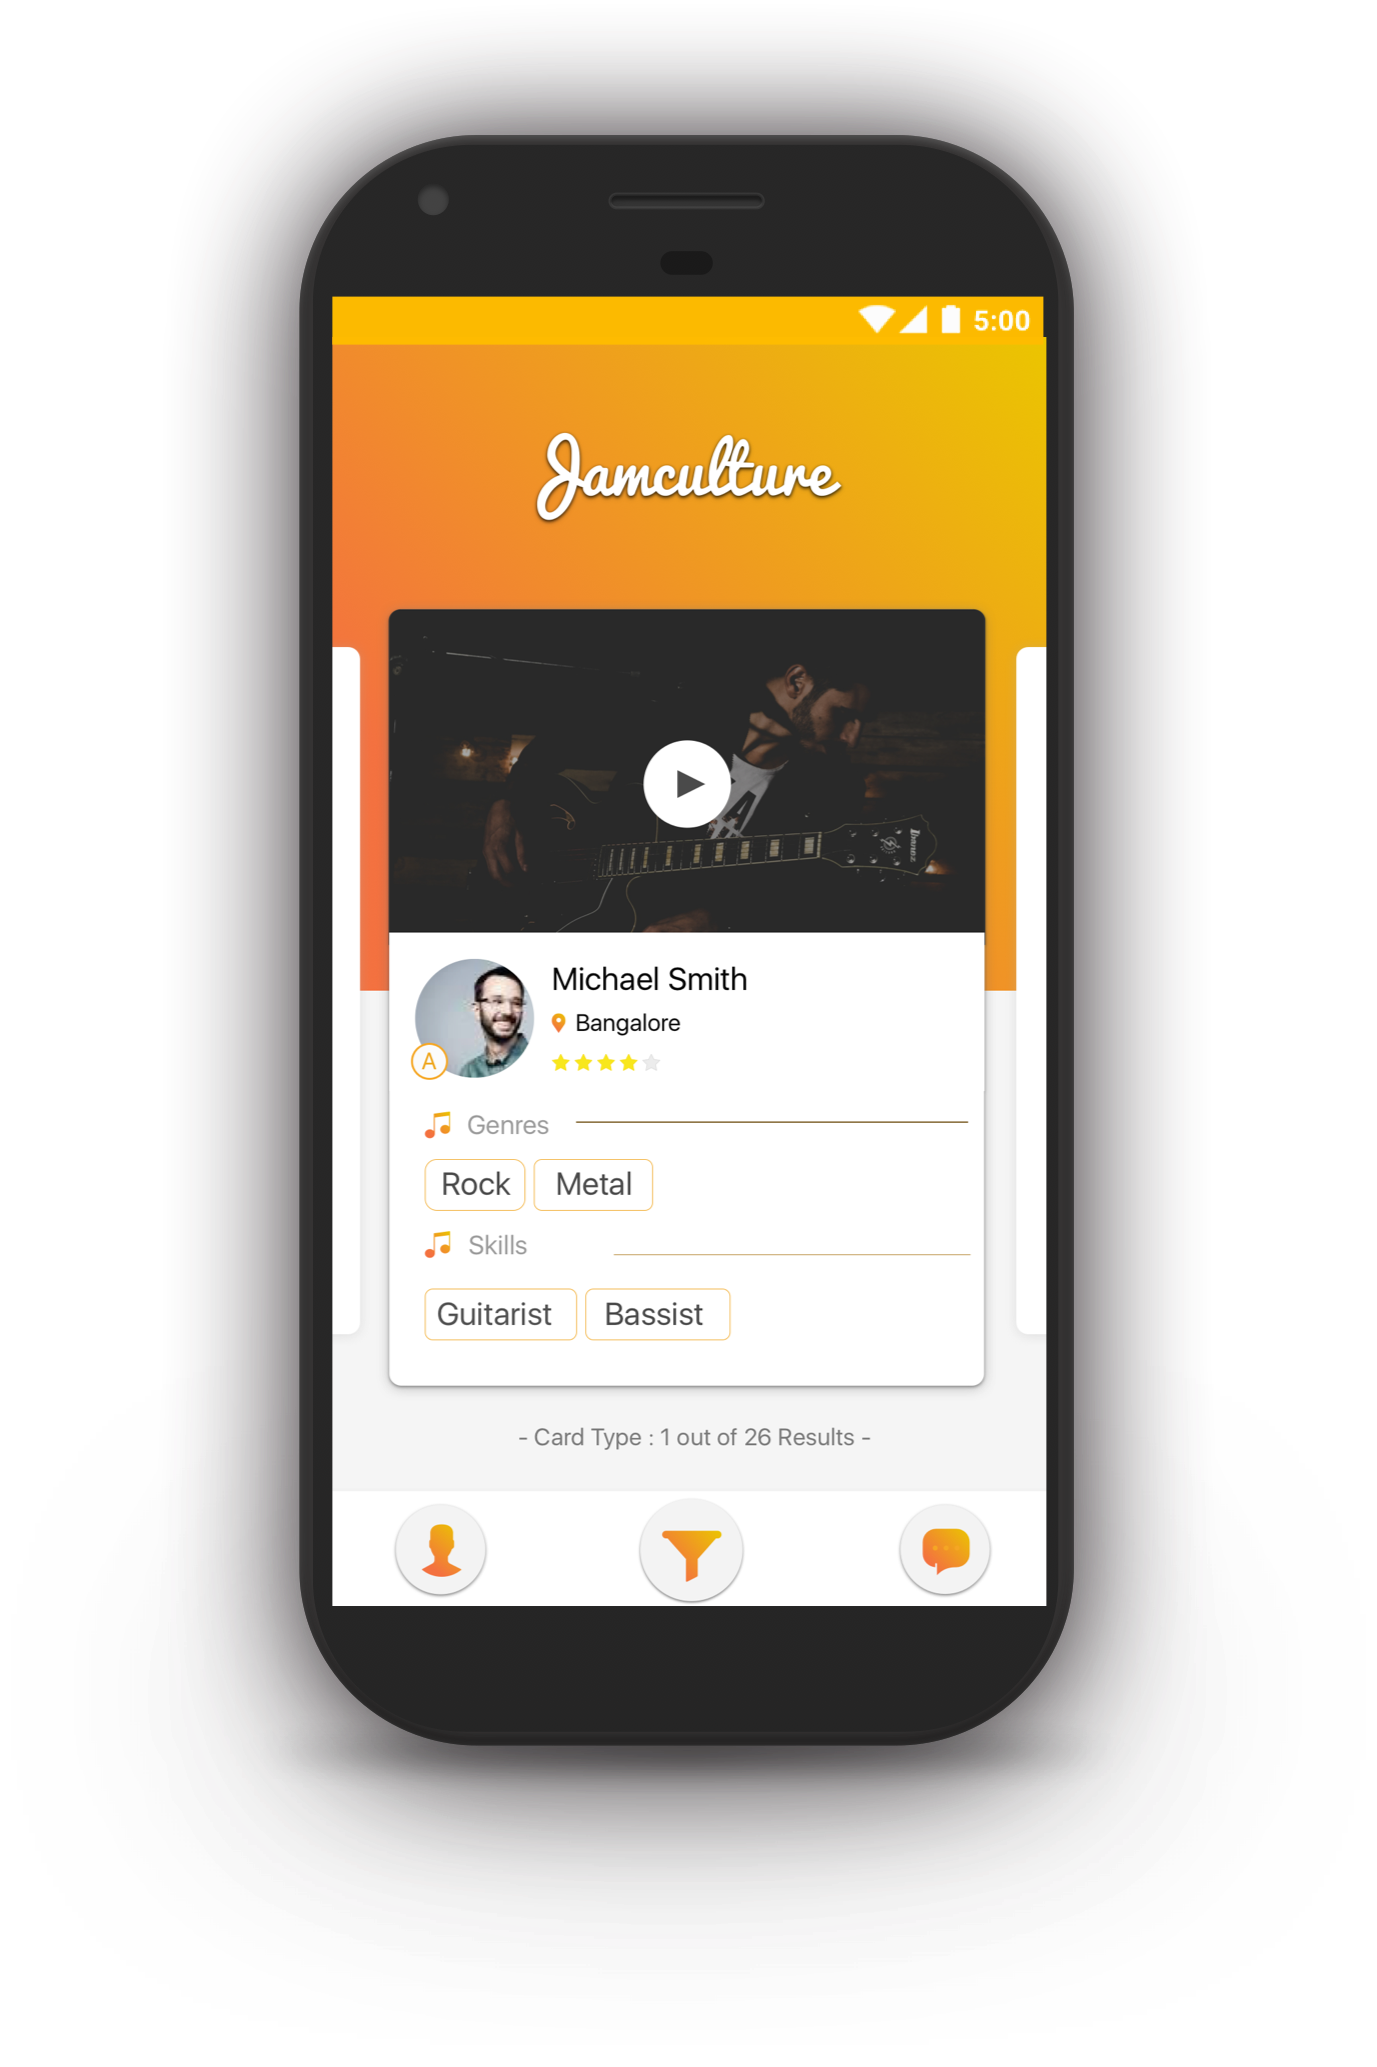 5:00
Jamculture
Ibanez
Michael Smith
Bangalore
A
Genres
Rock Metal
Skills
Guitarist Bassist
- Card Type : 1 out of 26 Results -